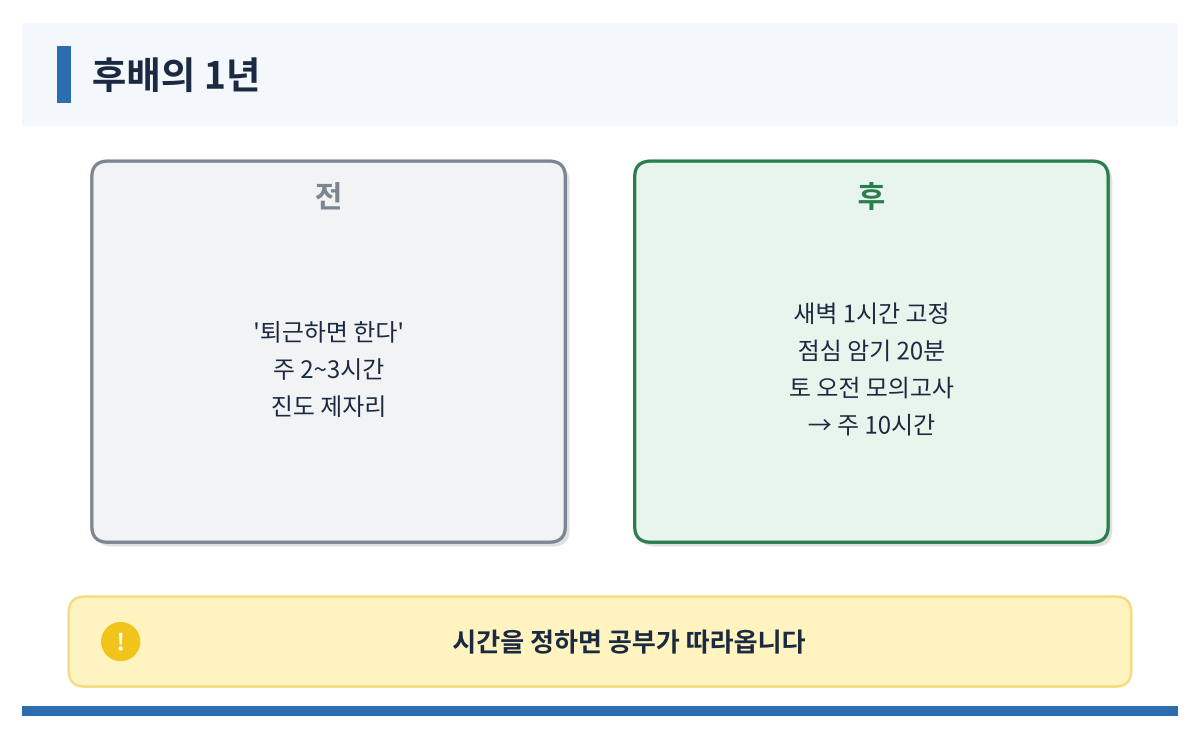 후배의 1년
전
'퇴근하면 한다'
주 2~3시간
진도 제자리
후
새벽 1시간 고정
점심 암기 20분
토 오전 모의고사
→ 주 10시간
!
시간을 정하면 공부가 따라옵니다